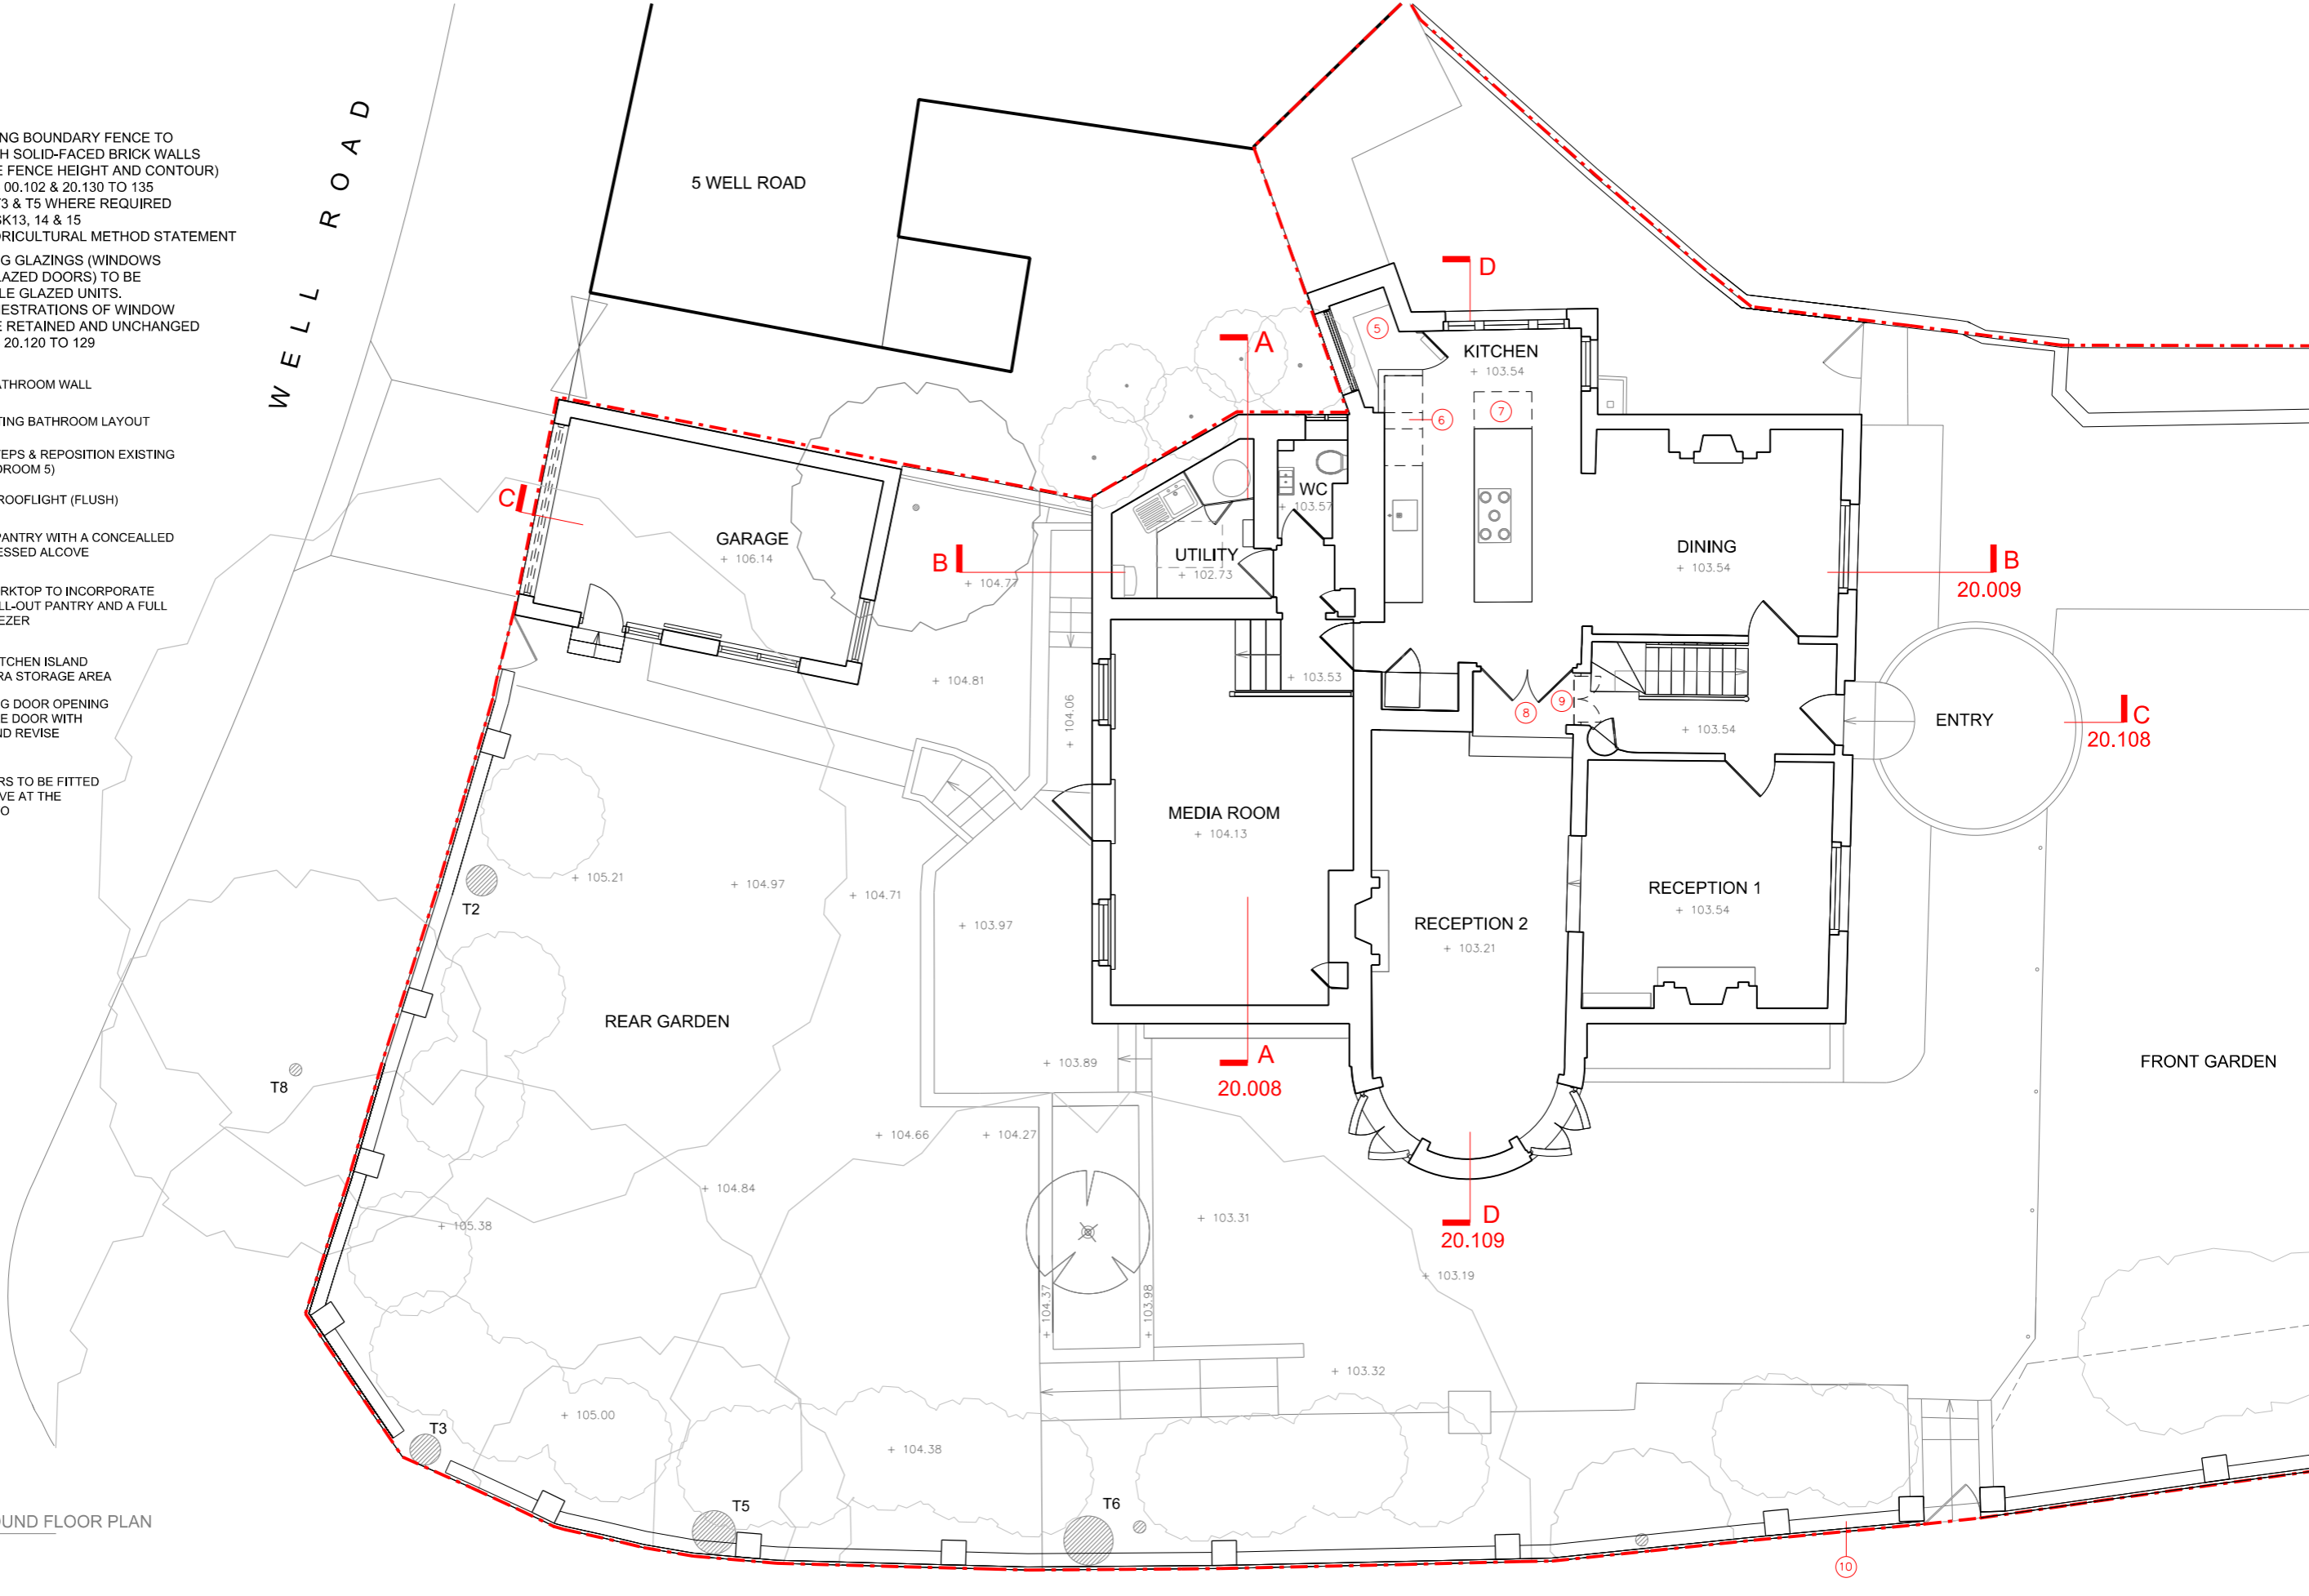 NG BOUNDARY FENCE TO
H SOLID-FACED BRICK WALLS
E FENCE HEIGHT AND CONTOUR)
00.102 & 20.130 TO 135
3 & T5 WHERE REQUIRED
SK13, 14 & 15
ORICULTURAL METHOD STATEMENT
G GLAZINGS (WINDOWS
AZED DOORS) TO BE
LE GLAZED UNITS.
ESTRATIONS OF WINDOW
E RETAINED AND UNCHANGED
20.120 TO 129
ATHROOM WALL
TING BATHROOM LAYOUT
TEPS & REPOSITION EXISTING
DROOM 5)
ROOFLIGHT (FLUSH)
PANTRY WITH A CONCEALLED
ESSED ALCOVE
RKTOP TO INCORPORATE
LL-OUT PANTRY AND A FULL
EZER
TCHEN ISLAND
RA STORAGE AREA
G DOOR OPENING
E DOOR WITH
ND REVISE
RS TO BE FITTED
VE AT THE
O
WELL ROAD
5 WELL ROAD
D
A
5
KITCHEN
+ 103.54
6
7
C
GARAGE
+ 106.14
WC
+ 103.57
UTILITY
+ 102.73
B
+ 104.77
DINING
+ 103.54
B
20.009
+ 104.81
+ 104.06
+ 103.53
8
9
+ 103.54
ENTRY
C
20.108
MEDIA ROOM
+ 104.13
T2
+ 105.21
+ 104.97
+ 104.71
+ 103.97
RECEPTION 2
+ 103.21
RECEPTION 1
+ 103.54
REAR GARDEN
T8
+ 103.89
A
20.008
FRONT GARDEN
+ 104.66
+ 104.27
+ 104.84
+ 105.38
+ 103.31
D
20.109
+ 103.19
+ 104.37
+ 103.98
+ 103.32
+ 105.00
T3
+ 104.38
T5
T6
10
OUND FLOOR PLAN